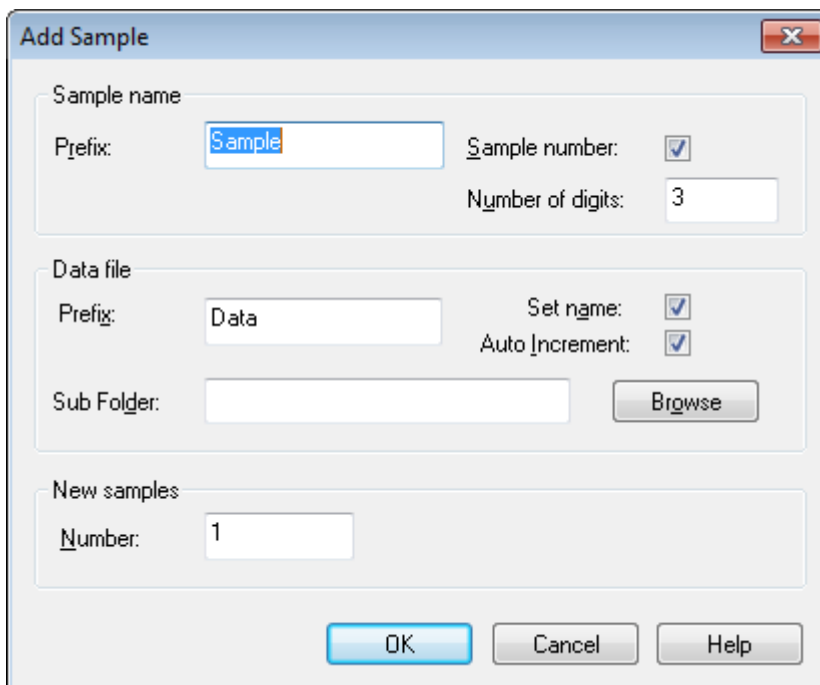 Add Sample
Sample name
Prefix: Sample Sample number:
Number of digits: 3
Data file
Prefix: Data Set name:
Auto Increment:
Sub Folder: Browse
New samples
Number: 1
OK Cancel Help